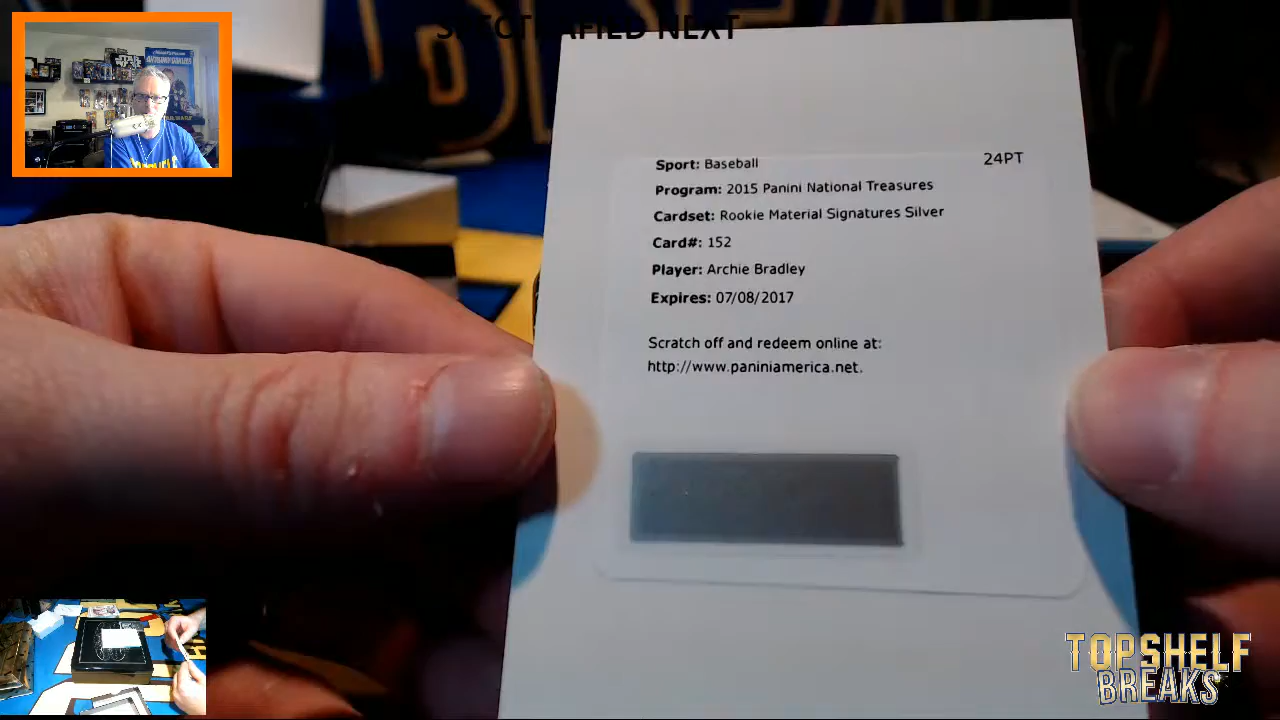 NEXT
Sport: Baseball
24PT
Program: 2015 Panini National Treasures
Cardset: Rookie Material Signatures Silver
Card#: 152
Player: Archie Bradley
Expires: 07/08/2017
Scratch off and redeem online at:
http://www.paniniamerica.net.
TOPSHELF
BREAKS